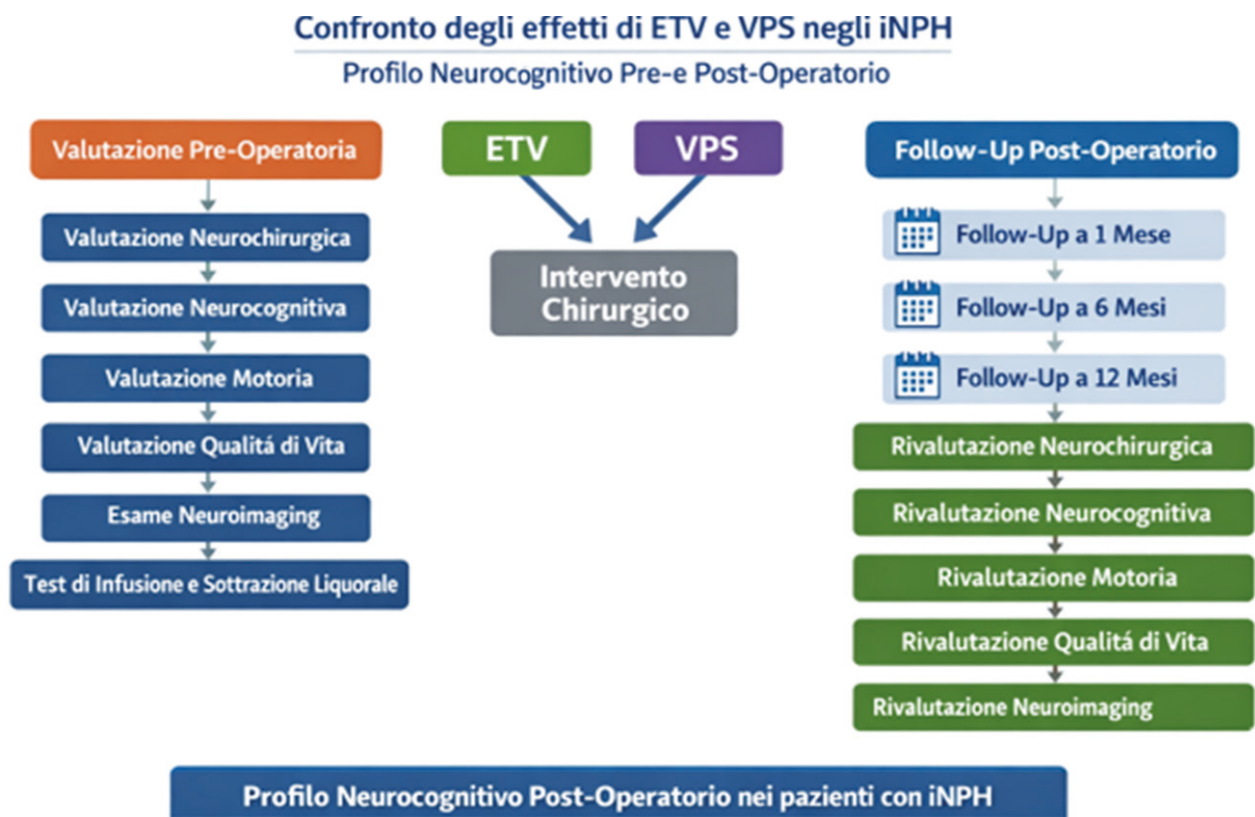 Confronto degli effetti di ETV e VPS negli iNPH
Profilo Neurocognitivo Pre-e Post-Operatorio
Valutazione Pre-Operatoria
Valutazione Neurochirurgica
Valutazione Neurocognitiva
Valutazione Motoria
Valutazione Qualitá di Vita
Esame Neuroimaging
Test di Infusione e Sottrazione Liquorale
ETV
VPS
Intervento
Chirurgico
Follow-Up Post-Operatorio
Follow-Up a 1 Mese
Follow-Up a 6 Mesi
Follow-Up a 12 Mesi
Rivalutazione Neurochirurgica
Rivalutazione Neurocognitiva
Rivalutazione Motoria
Rivalutazione Qualitá di Vita
Rivalutazione Neuroimaging
Profilo Neurocognitivo Post-Operatorio nei pazienti con iNPH